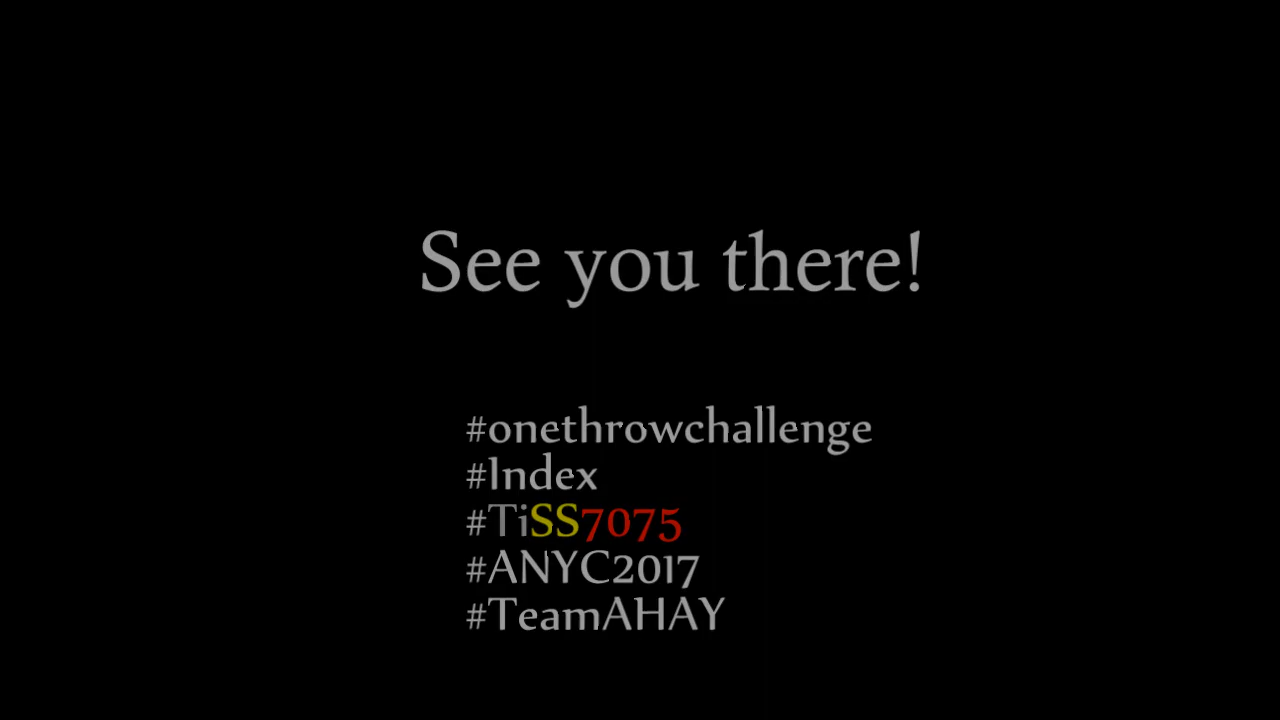 See you there!
#onethrowchallenge
#Index
#TiSS7075
#ANYC2017
#TeamAHAY